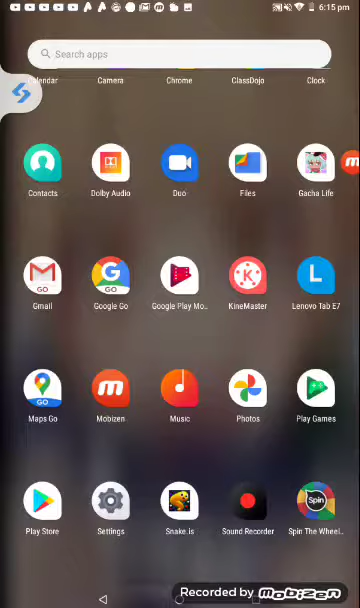 6:15 pm
Search apps
Calendar Camera Chrome ClassDojo Clock
Contacts Dolby Audio Duo Files Gacha Life
Gmail Google Go Google Play Mo.. KineMaster Lenovo Tab E7
Maps Go Mobizen Music Photos Play Games
Play Store Settings Snake.is Sound Recorder Spin The Wheel..
Recorded by mobizen